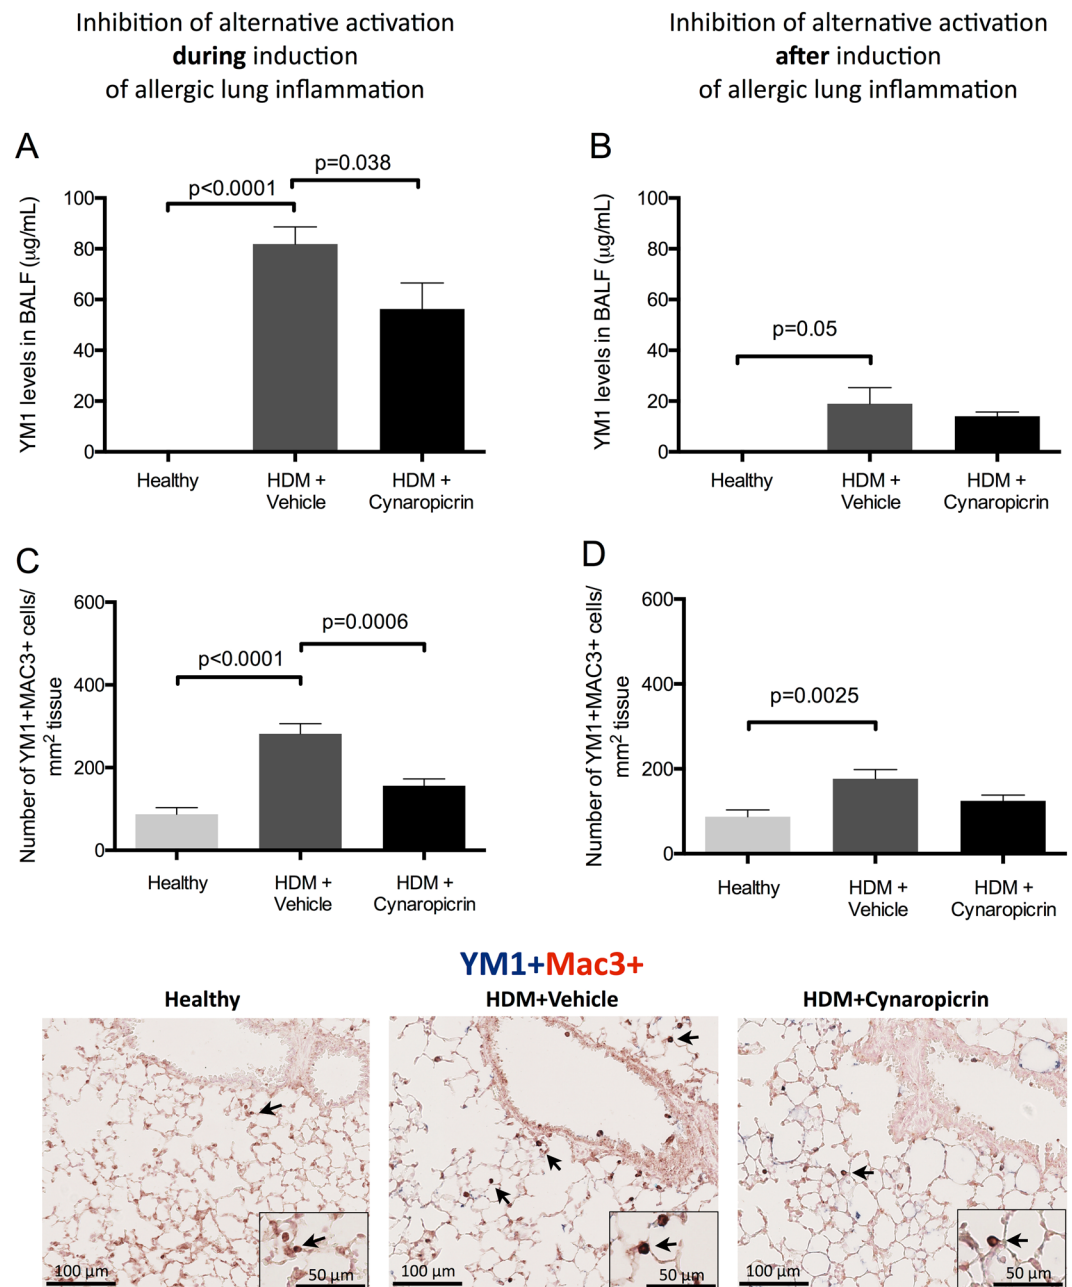 Inhibition of alternative activation
during induction
of allergic lung inflammation
Inhibition of alternative activation
after induction
of allergic lung inflammation
A
YM1 levels in BALF (µg/mL)
100
80
60
40
20
0
p<0.0001
p=0.038
Healthy
HDM +
Vehicle
HDM +
Cynaropicrin
B
YM1 levels in BALF (µg/mL)
100
80
60
40
20
0
p=0.05
Healthy
HDM +
Vehicle
HDM +
Cynaropicrin
C
Number of YM1+MAC3+ cells/
mm² tissue
600
400
200
0
p<0.0001
p=0.0006
Healthy
HDM +
Vehicle
HDM +
Cynaropicrin
D
Number of YM1+MAC3+ cells/
mm² tissue
600
400
200
0
p=0.0025
Healthy
HDM +
Vehicle
HDM +
Cynaropicrin
YM1+Mac3+
Healthy
HDM+Vehicle
HDM+Cynaropicrin
100 µm
50 µm
100 µm
50 µm
100 µm
50 µm